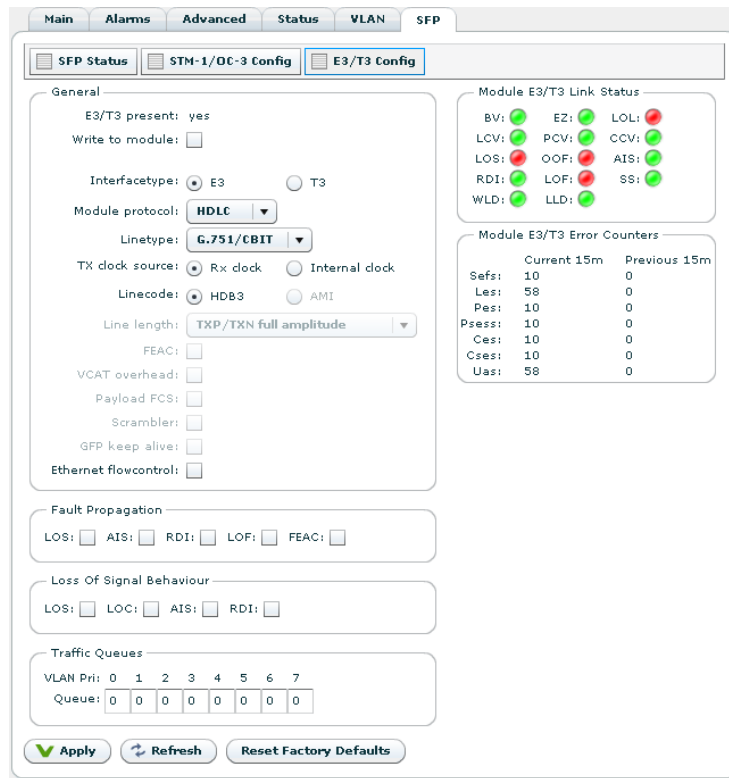 Main Alarms Advanced Status VLAN SFP
SFP Status STM-1/OC-3 Config E3/T3 Config
General
E3/T3 present: yes
Write to module:
Interfacetype: E3 T3
Module protocol: HDLC
Linetype: G.751/CBIT
TX clock source: Rx clock Internal clock
Linecode: HDB3 AMI
Line length: TXP/TXN full amplitude
FEAC:
VCAT overhead:
Payload FCS:
Scrambler:
GFP keep alive:
Ethernet flowcontrol:
Fault Propagation
LOS: AIS: RDI: LOF: FEAC:
Loss Of Signal Behaviour
LOS: LOC: AIS: RDI:
Traffic Queues
VLAN Pri: 0 1 2 3 4 5 6 7
Queue: 0 0 0 0 0 0 0 0
Apply Refresh Reset Factory Defaults
Module E3/T3 Link Status
BV: EZ: LOL:
LCV: PCV: CCV:
LOS: OOF: AIS:
RDI: LOF: SS:
WLD: LLD:
Module E3/T3 Error Counters
Current 15m Previous 15m
Sefs: 10 0
Les: 58 0
Pes: 10 0
Psess: 10 0
Ces: 10 0
Cses: 10 0
Uas: 58 0